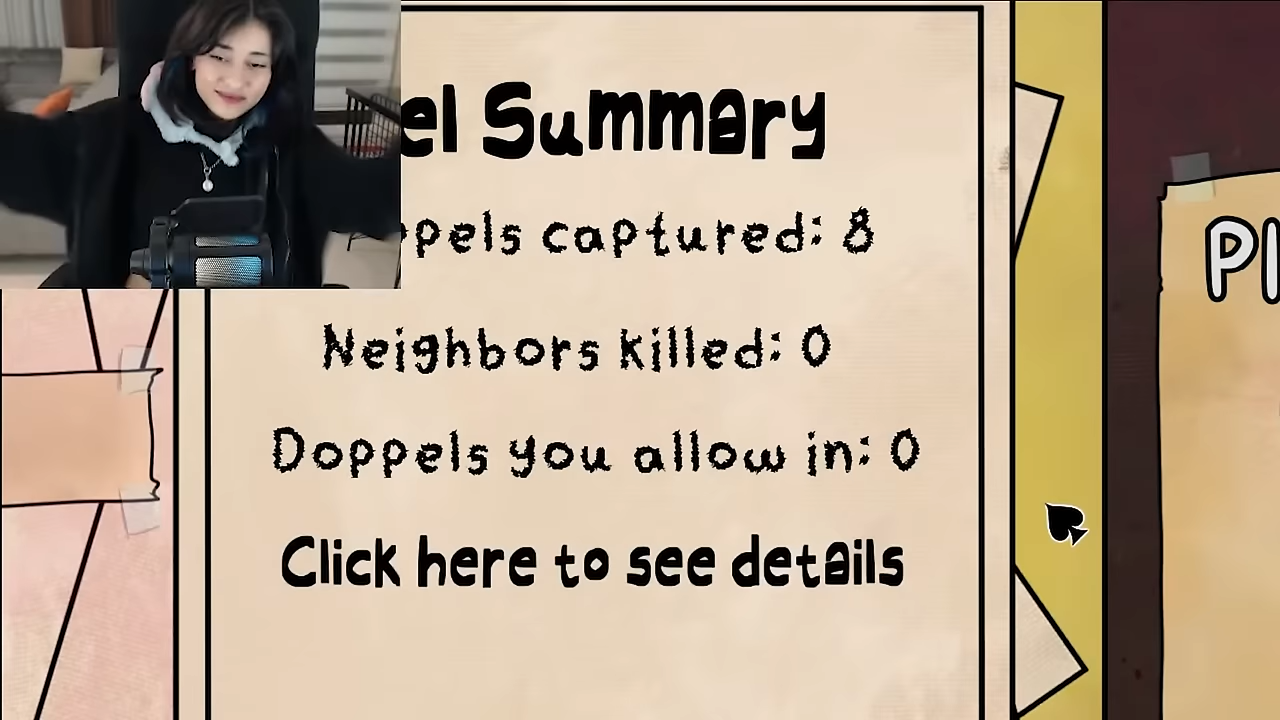 el Summary
ppels captured: 8
Neighbors killed: 0
Doppels you allow in: 0
Click here to see details
Pl